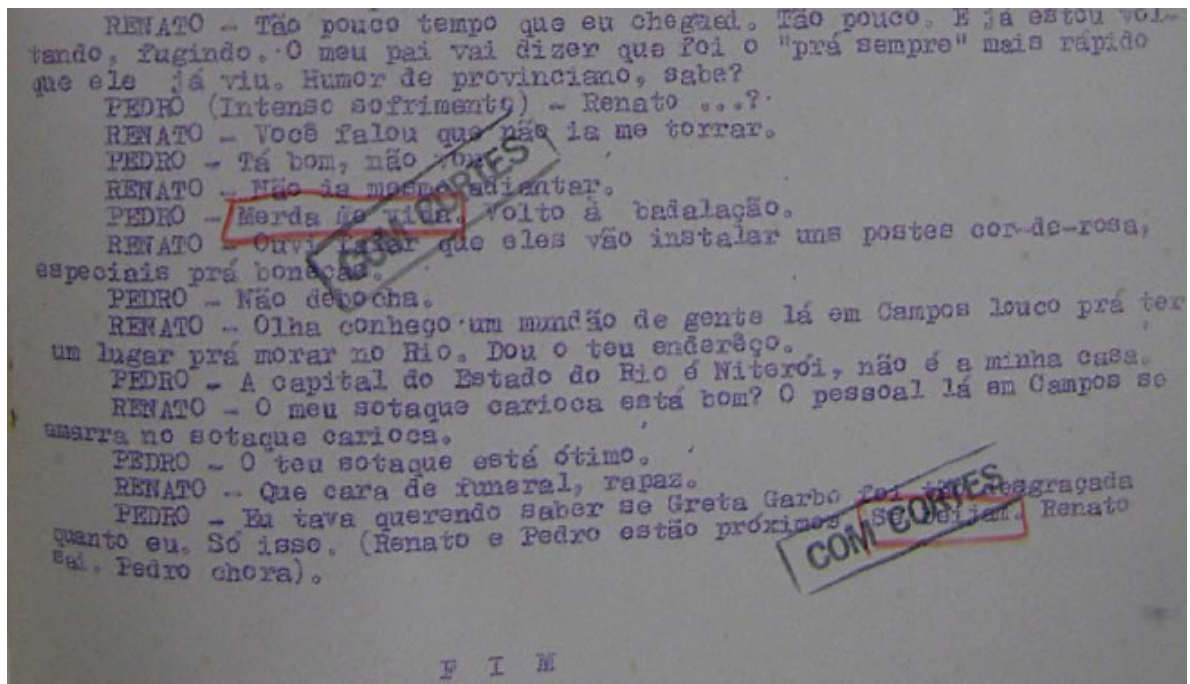 RENATO - Tão pouco tempo que eu cheguei. Tão pouco. E já estou vol-
tando, fugindo. O meu pai vai dizer que foi o "prá sempre" mais rápido
que ele já viu. Humor de provinciano, sabe?
PEDRO (Intenso sofrimento) - Renato ...?
RENATO - Você falou que não ia me torrar.
PEDRO - Tá bom, não vou.
RENATO - Não ia mesmo adiantar.
PEDRO - Merda de vida. Volto à badalação.
RENATO - Ouvi falar que eles vão instalar uns postes cor-de-rosa,
especiais prá bonecas.
COM CORTES
PEDRO - Não debocha.
RENATO - Olha conheço um mundão de gente lá em Campos louco prá ter
um lugar prá morar no Rio. Dou o teu enderêço.
PEDRO - A capital do Estado do Rio é Niterói, não é a minha casa.
RENATO - O meu sotaque carioca está bom? O pessoal lá em Campos se
amarra no sotaque carioca.
PEDRO - O teu sotaque está ótimo.
RENATO - Que cara de funeral, rapaz.
PEDRO - Eu tava querendo saber se Greta Garbo foi tão desgraçada
quanto eu. Só isso. (Renato e Pedro estão próximos. Se beijam. Renato
sai. Pedro chora).
COM CORTES
F I M